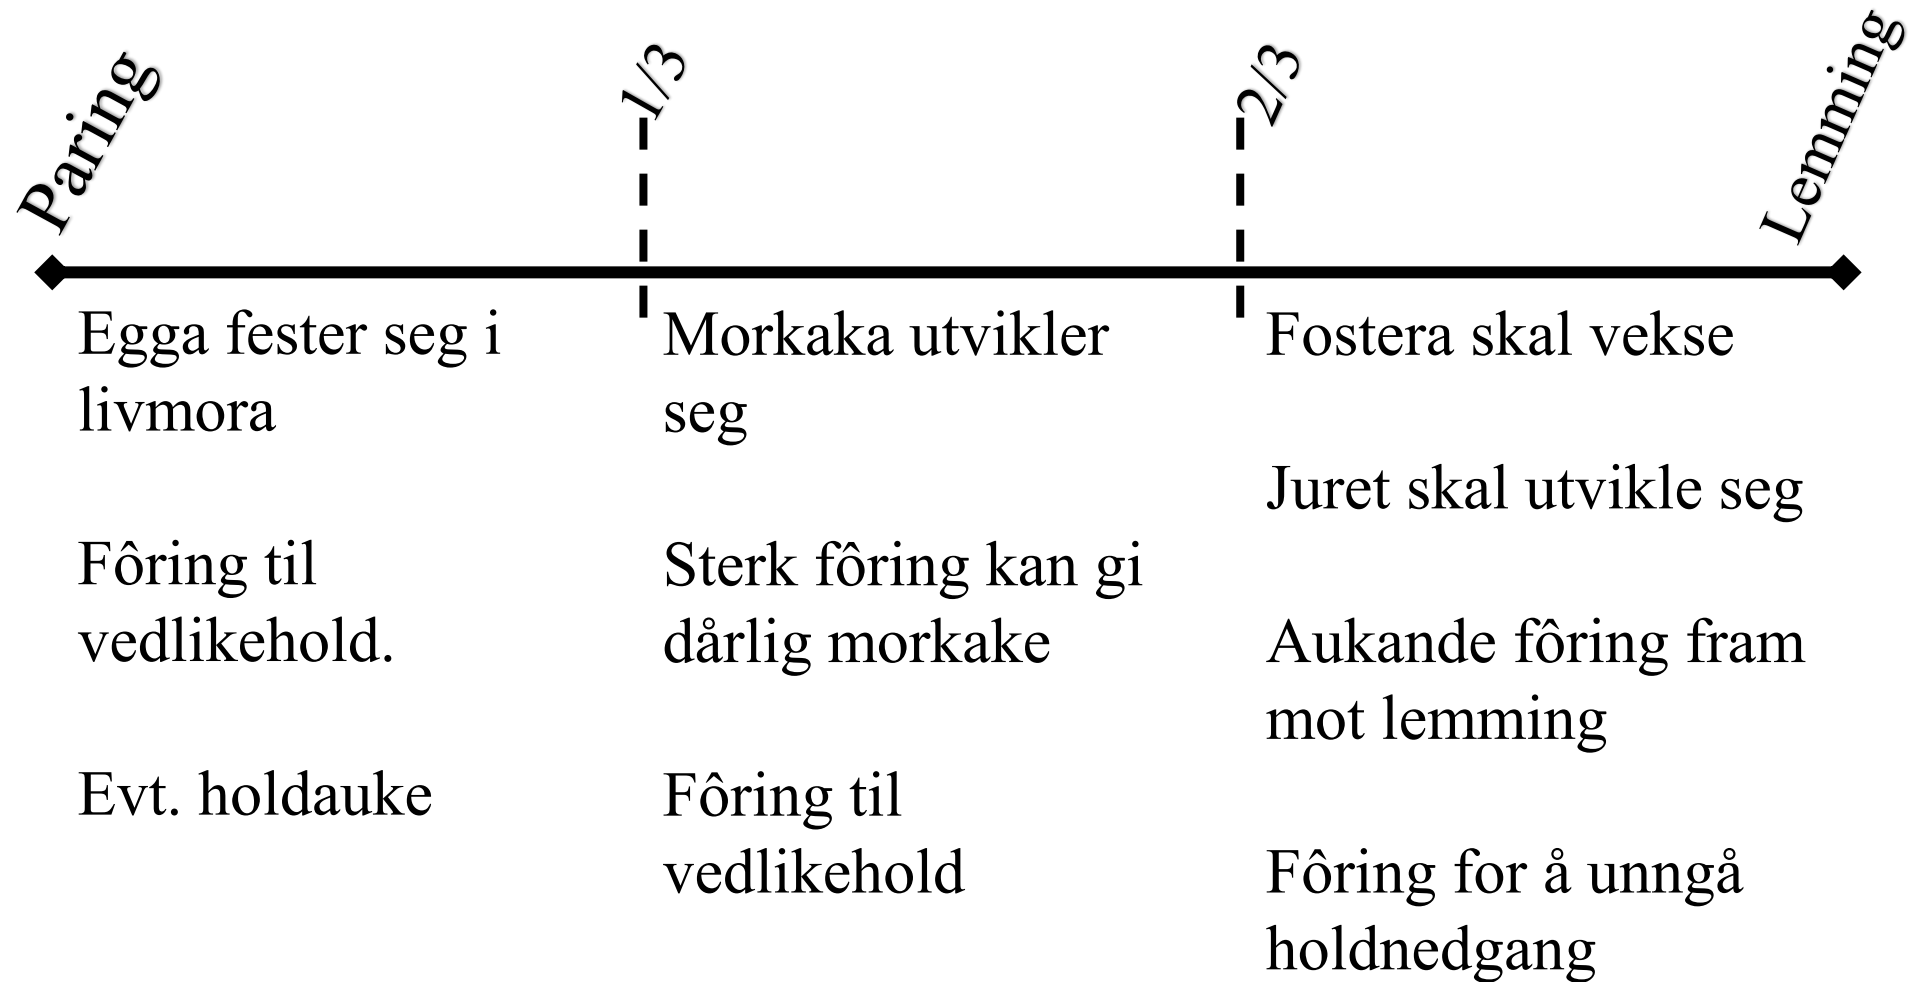 Paring
1/3
2/3
Lemming
Egga fester seg i
livmora
Fôring til
vedlikehold.
Evt. holdauke
Morkaka utvikler
seg
Sterk fôring kan gi
dårlig morkake
Fôring til
vedlikehold
Fostera skal vekse
Juret skal utvikle seg
Aukande fôring fram
mot lemming
Fôring for å unngå
holdnedgang